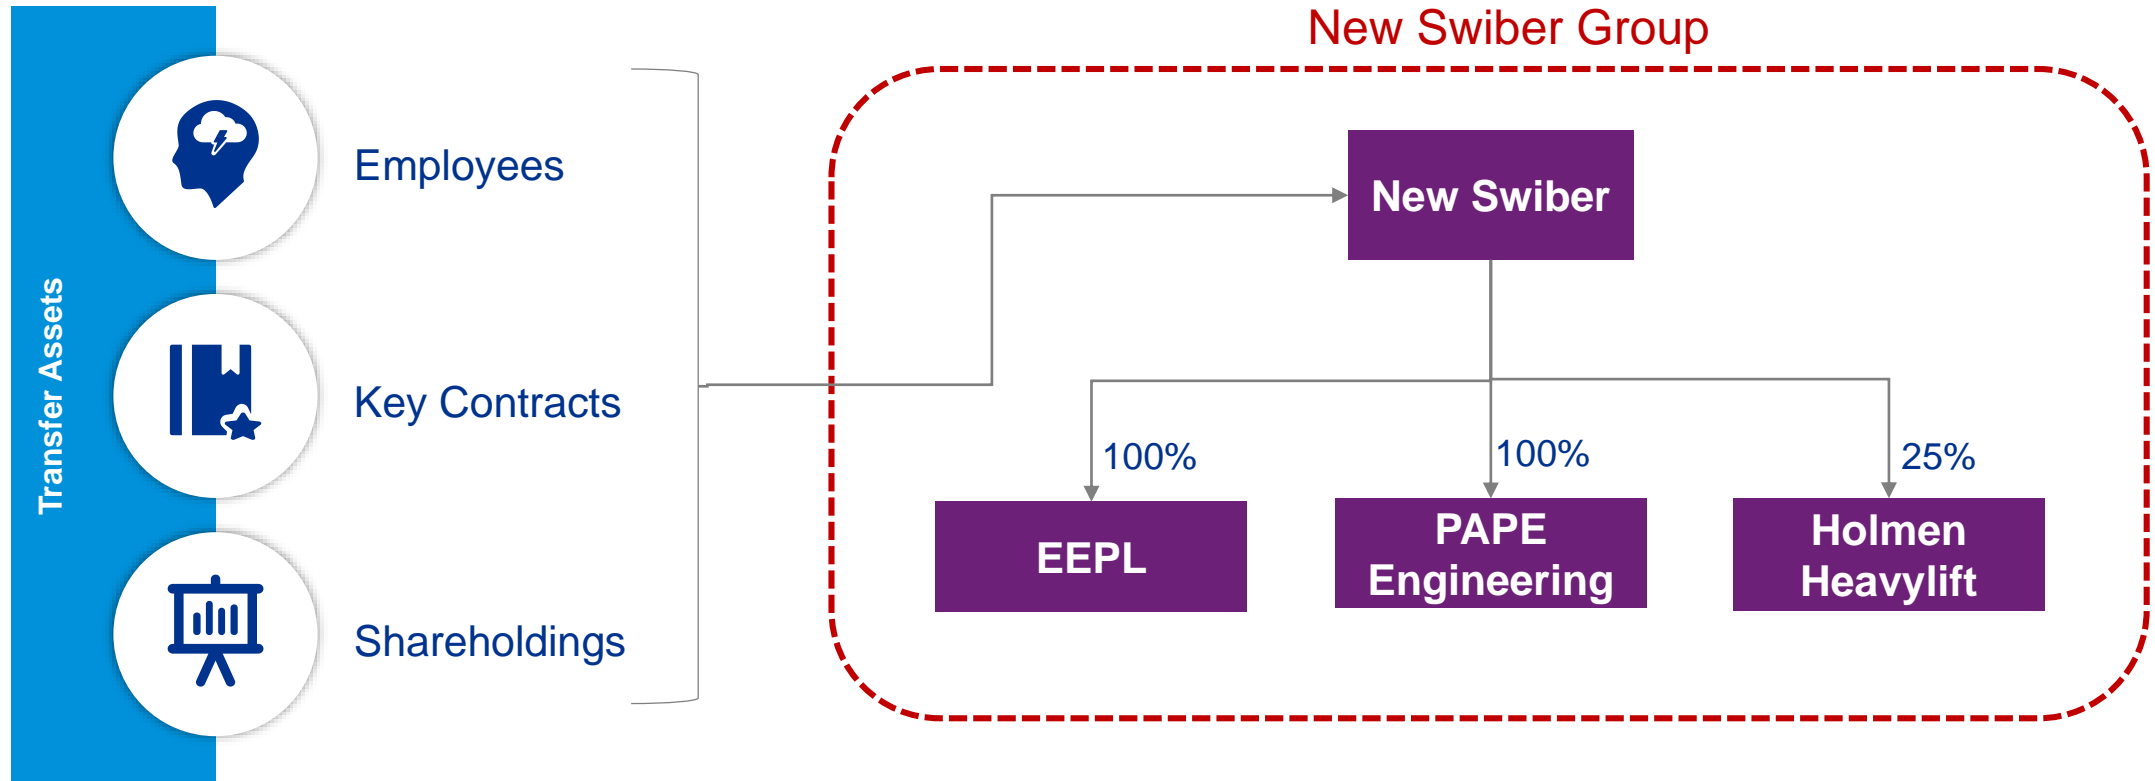 New Swiber Group
Transfer Assets
Employees
Key Contracts
Shareholdings
New Swiber
100%
100%
25%
EEPL
PAPE
Engineering
Holmen
Heavylift